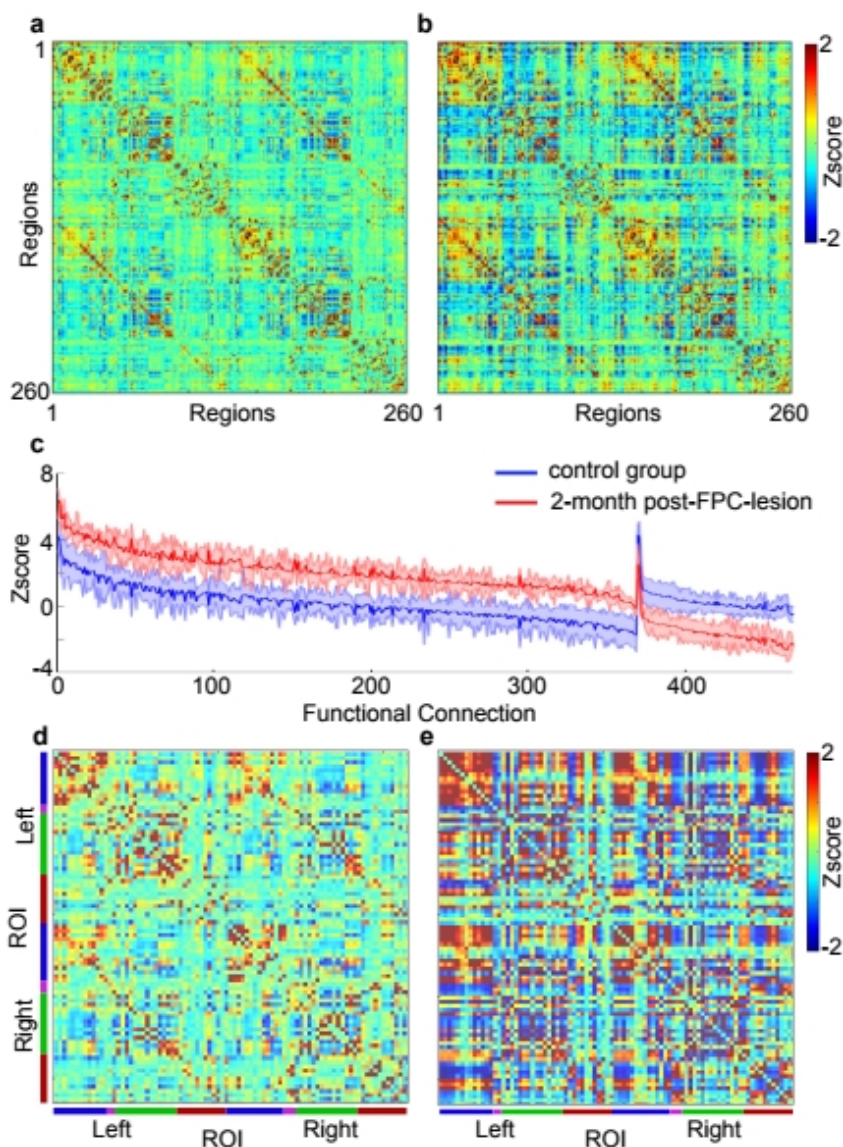 a
b
1
Regions
260
1
Regions
260
1
Regions
260
2
Zscore
-2
c
8
4
0
-4
Zscore
control group
2-month post-FPC-lesion
0
100
200
300
400
Functional Connection
d
e
Left
ROI
Right
Left
ROI
Right
Left
ROI
Right
2
Zscore
-2